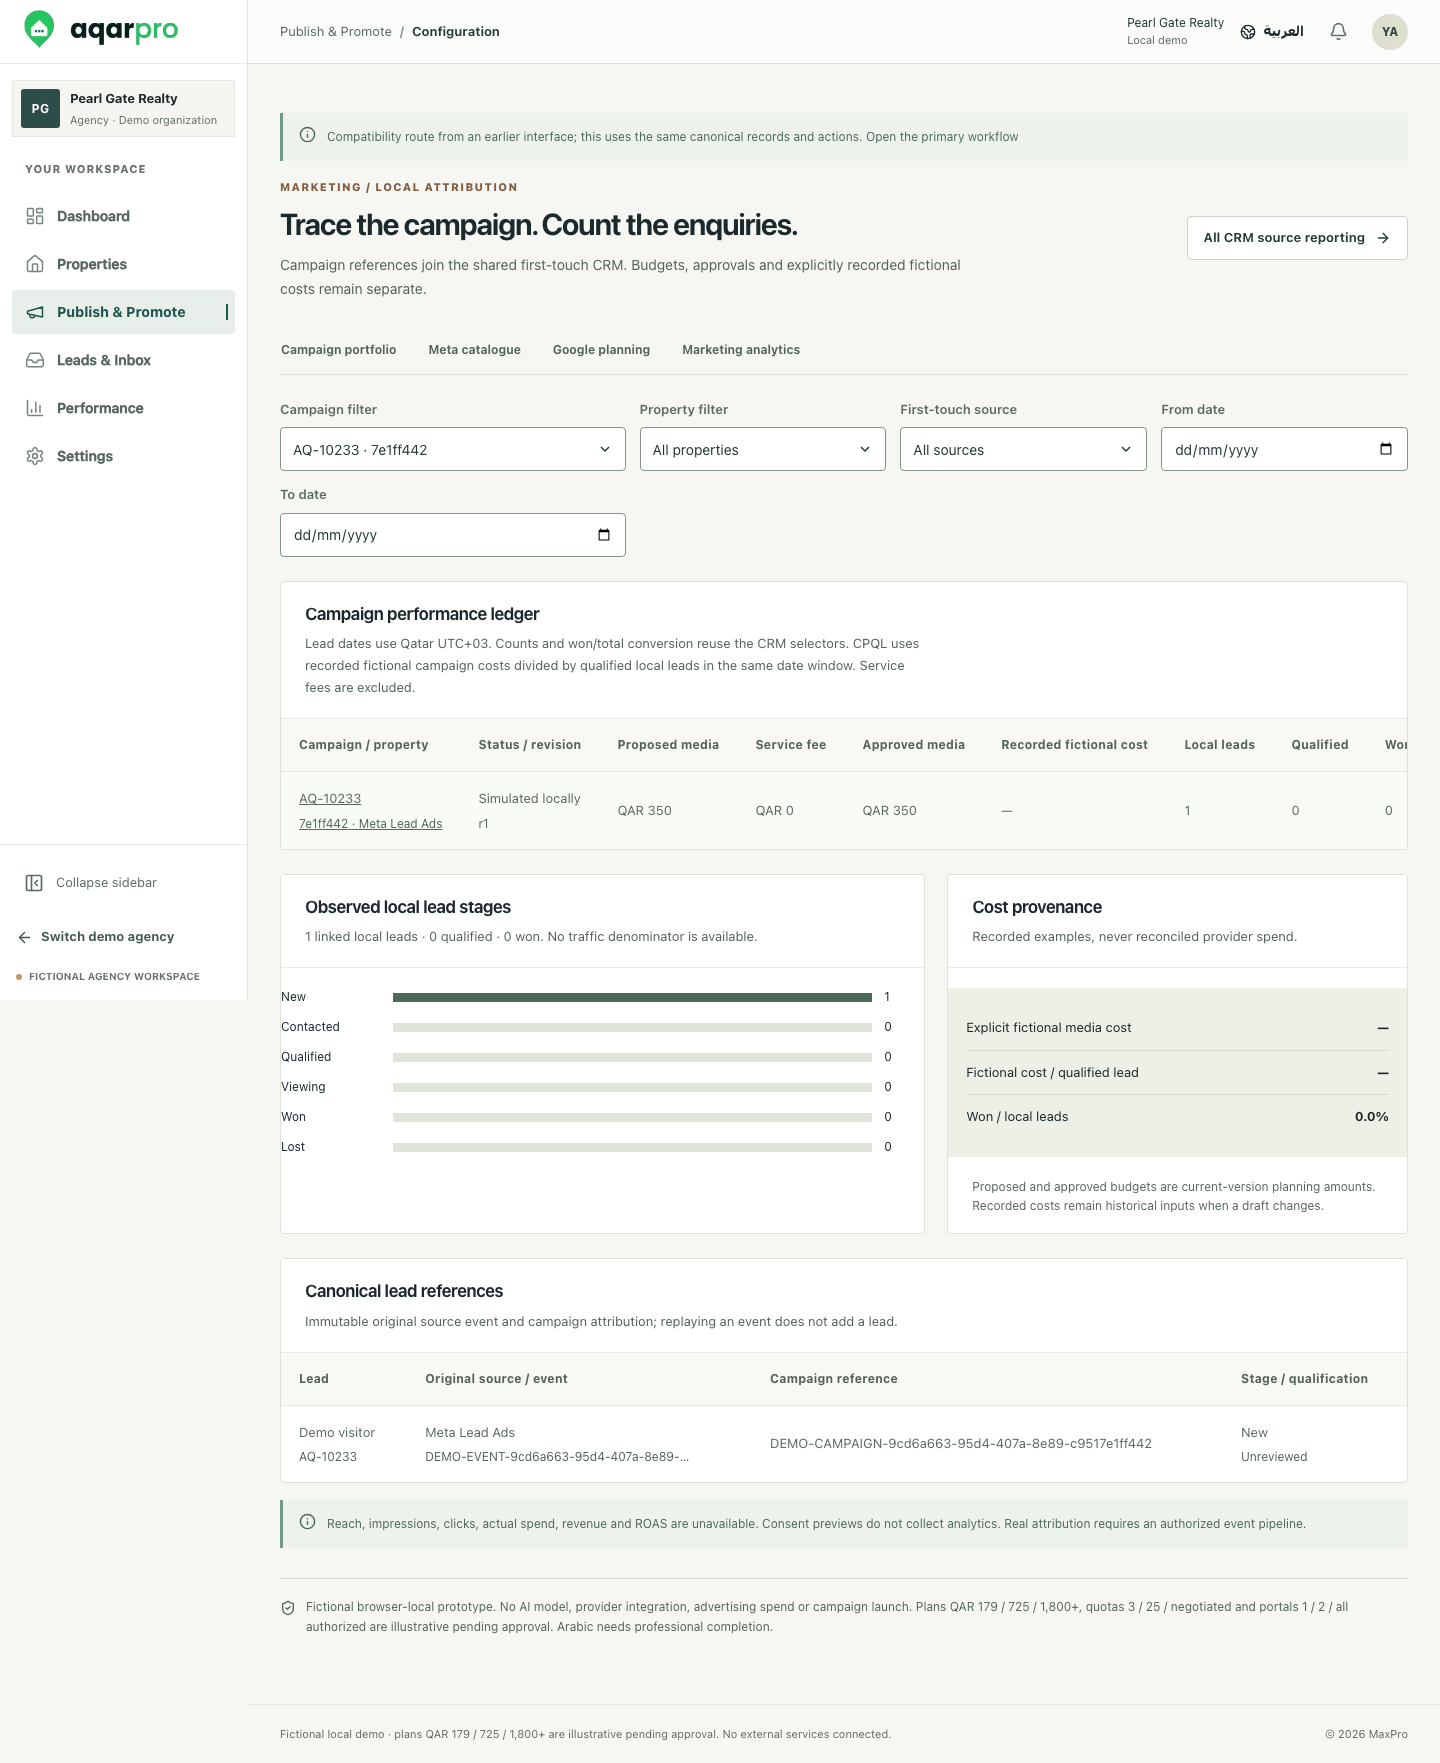 aqarpro
Publish & Promote / Configuration
Pearl Gate Realty
Local demo
العربية
YA
PG
Pearl Gate Realty
Agency · Demo organization
YOUR WORKSPACE
Dashboard
Properties
Publish & Promote
Leads & Inbox
Performance
Settings
Collapse sidebar
Switch demo agency
FICTIONAL AGENCY WORKSPACE
Compatibility route from an earlier interface; this uses the same canonical records and actions. Open the primary workflow
MARKETING / LOCAL ATTRIBUTION
Trace the campaign. Count the enquiries.
Campaign references join the shared first-touch CRM. Budgets, approvals and explicitly recorded fictional
costs remain separate.
All CRM source reporting
Campaign portfolio Meta catalogue Google planning Marketing analytics
Campaign filter Property filter First-touch source From date
AQ-10233 · 7e1ff442 All properties All sources dd/mm/yyyy
To date
dd/mm/yyyy
Campaign performance ledger
Lead dates use Qatar UTC+03. Counts and won/total conversion reuse the CRM selectors. CPQL uses
recorded fictional campaign costs divided by qualified local leads in the same date window. Service
fees are excluded.
Campaign / property Status / revision Proposed media Service fee Approved media Recorded fictional cost Local leads Qualified
AQ-10233 Simulated locally QAR 350 QAR 0 QAR 350 — 1 0 0
7e1ff442 · Meta Lead Ads r1
Observed local lead stages
1 linked local leads · 0 qualified · 0 won. No traffic denominator is available.
New 1
Contacted 0
Qualified 0
Viewing 0
Won 0
Lost 0
Cost provenance
Recorded examples, never reconciled provider spend.
Explicit fictional media cost —
Fictional cost / qualified lead —
Won / local leads 0.0%
Proposed and approved budgets are current-version planning amounts.
Recorded costs remain historical inputs when a draft changes.
Canonical lead references
Immutable original source event and campaign attribution; replaying an event does not add a lead.
Lead Original source / event Campaign reference Stage / qualification
Demo visitor Meta Lead Ads DEMO-CAMPAIGN-9cd6a663-95d4-407a-8e89-c9517e1ff442 New
AQ-10233 DEMO-EVENT-9cd6a663-95d4-407a-8e89-... Unreviewed
Reach, impressions, clicks, actual spend, revenue and ROAS are unavailable. Consent previews do not collect analytics. Real attribution requires an authorized event pipeline.
Fictional browser-local prototype. No AI model, provider integration, advertising spend or campaign launch. Plans QAR 179 / 725 / 1,800+, quotas 3 / 25 / negotiated and portals 1 / 2 / all
authorized are illustrative pending approval. Arabic needs professional completion.
Fictional local demo · plans QAR 179 / 725 / 1,800+ are illustrative pending approval. No external services connected.
© 2026 MaxPro